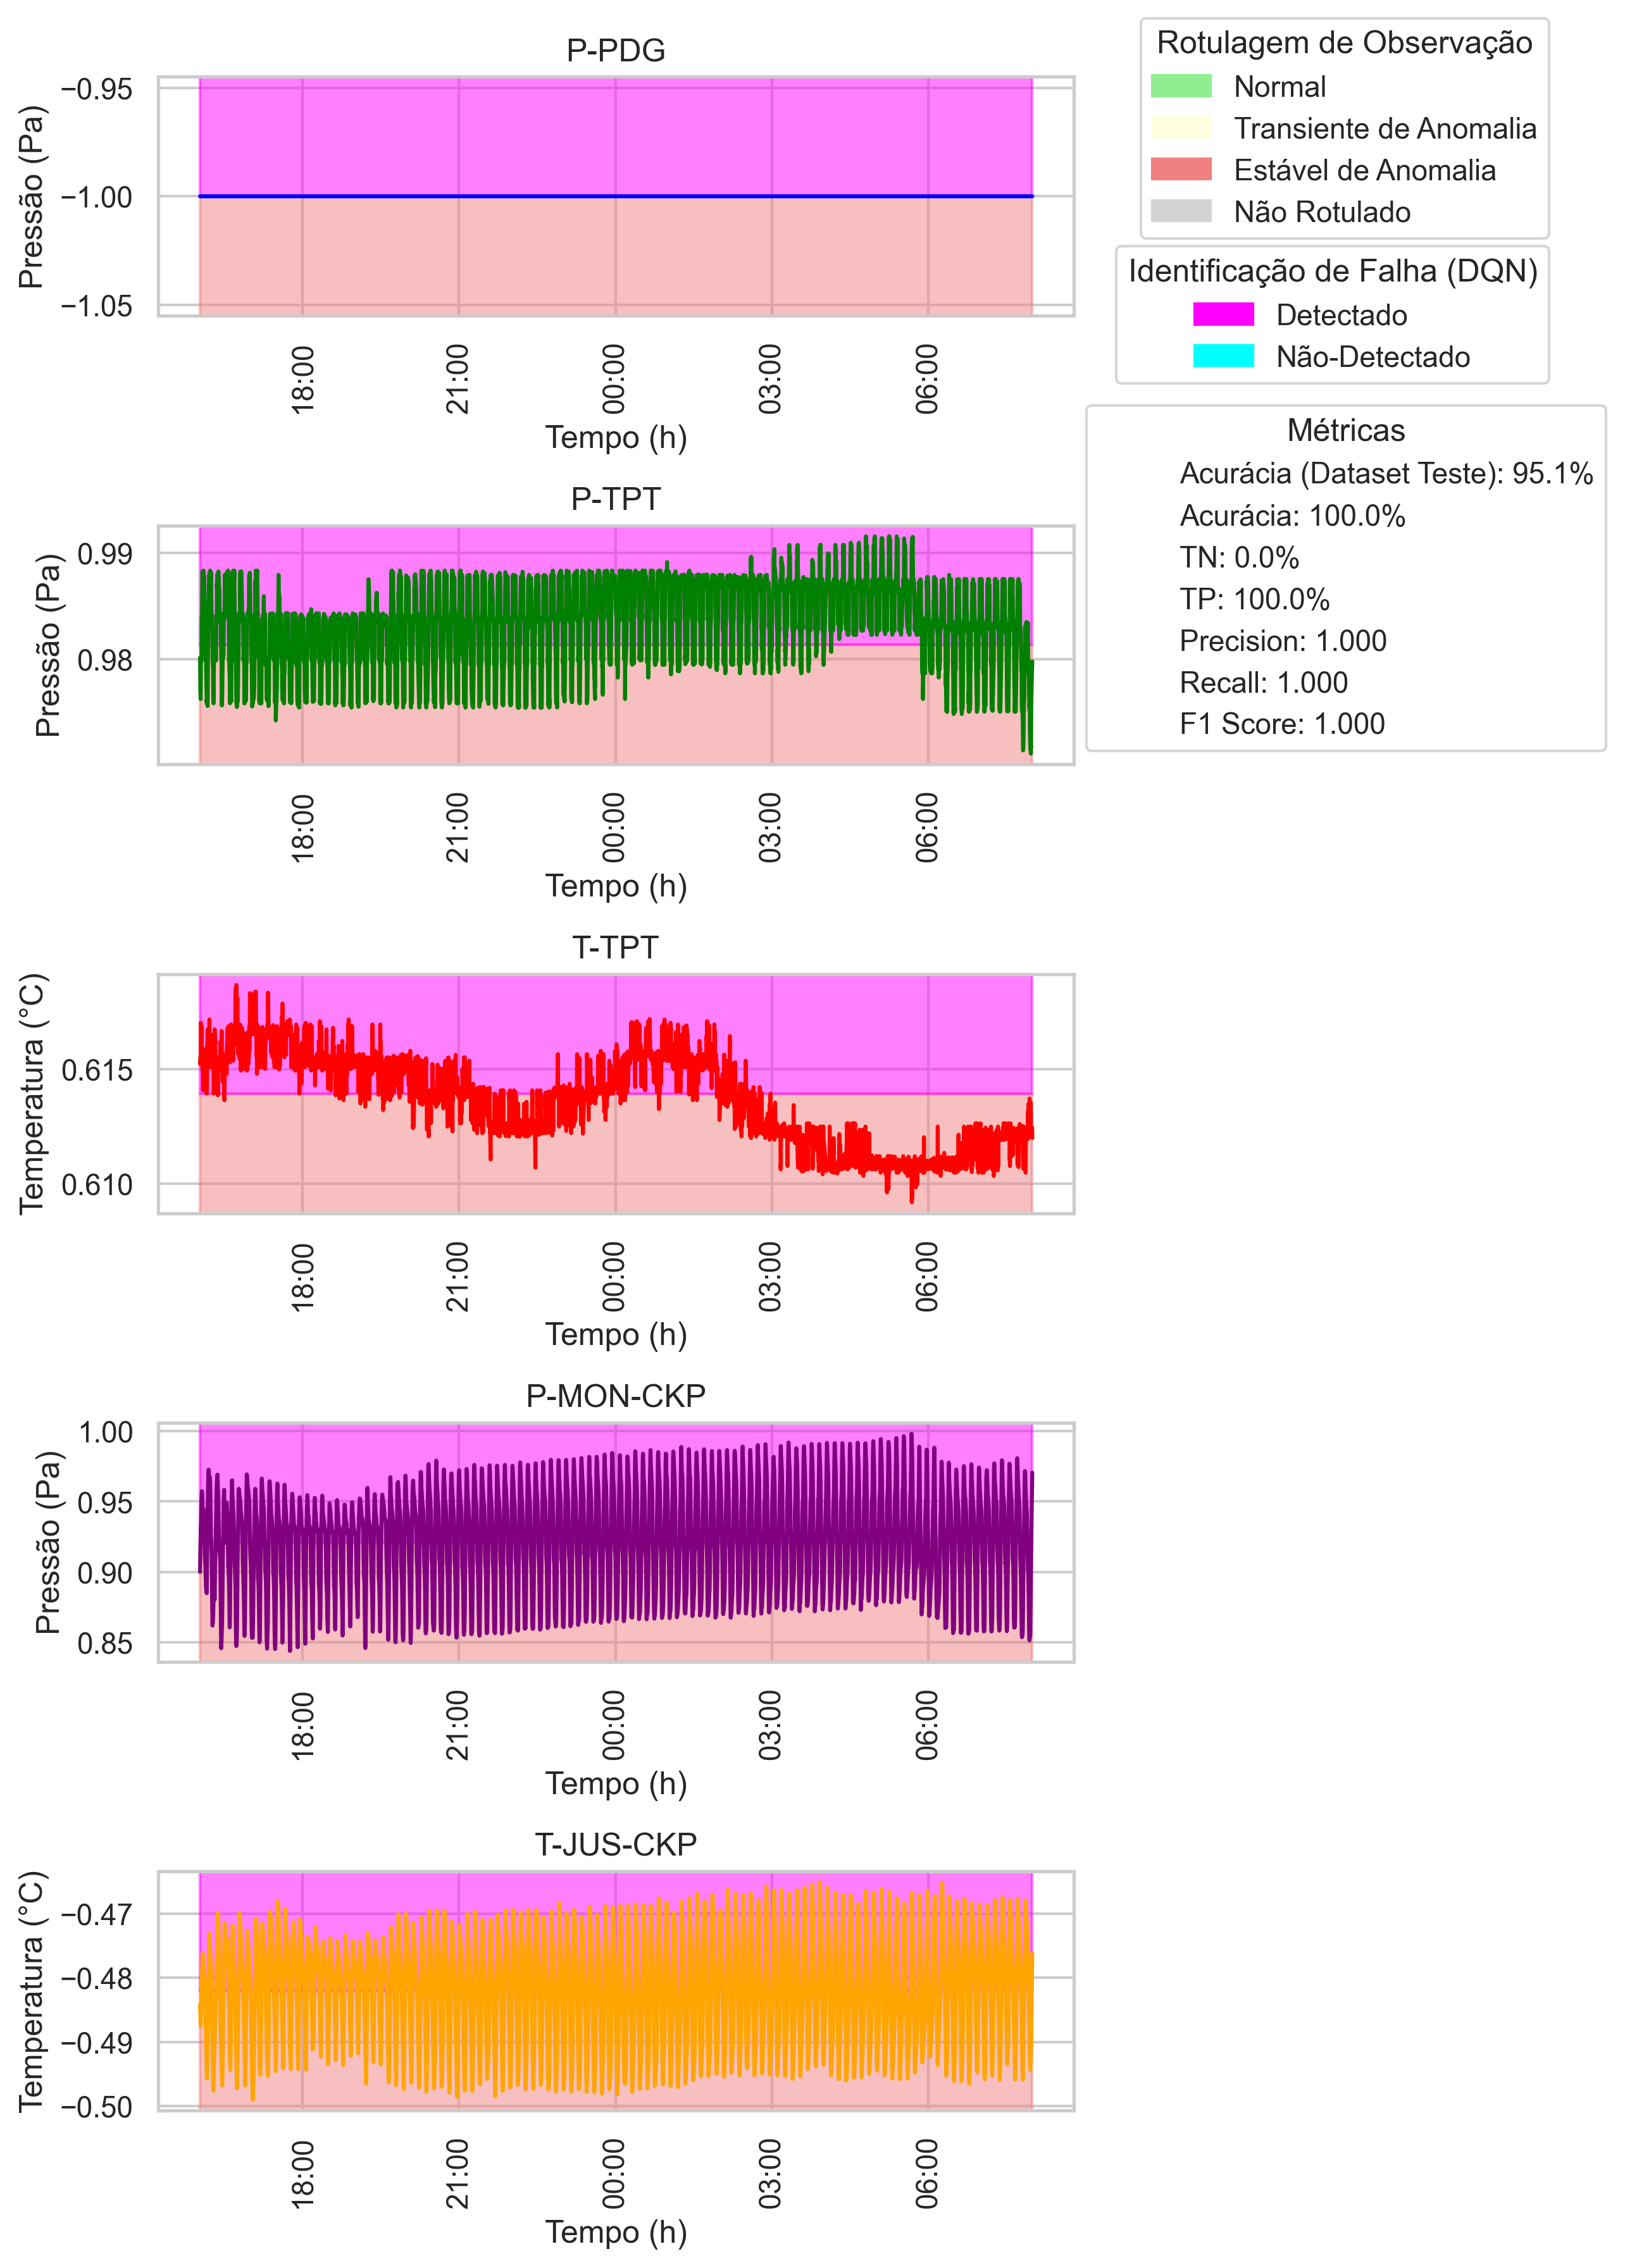 P-PDG
Pressão (Pa)
−0.95
−1.00
−1.05
18:00
21:00
00:00
03:00
06:00
Tempo (h)
Rotulagem de Observação
Normal
Transiente de Anomalia
Estável de Anomalia
Não Rotulado
Identificação de Falha (DQN)
Detectado
Não-Detectado
Métricas
Acurácia (Dataset Teste): 95.1%
Acurácia: 100.0%
TN: 0.0%
TP: 100.0%
Precision: 1.000
Recall: 1.000
F1 Score: 1.000
P-TPT
Pressão (Pa)
0.99
0.98
18:00
21:00
00:00
03:00
06:00
Tempo (h)
T-TPT
Temperatura (°C)
0.615
0.610
18:00
21:00
00:00
03:00
06:00
Tempo (h)
P-MON-CKP
Pressão (Pa)
1.00
0.95
0.90
0.85
18:00
21:00
00:00
03:00
06:00
Tempo (h)
T-JUS-CKP
Temperatura (°C)
−0.47
−0.48
−0.49
−0.50
18:00
21:00
00:00
03:00
06:00
Tempo (h)